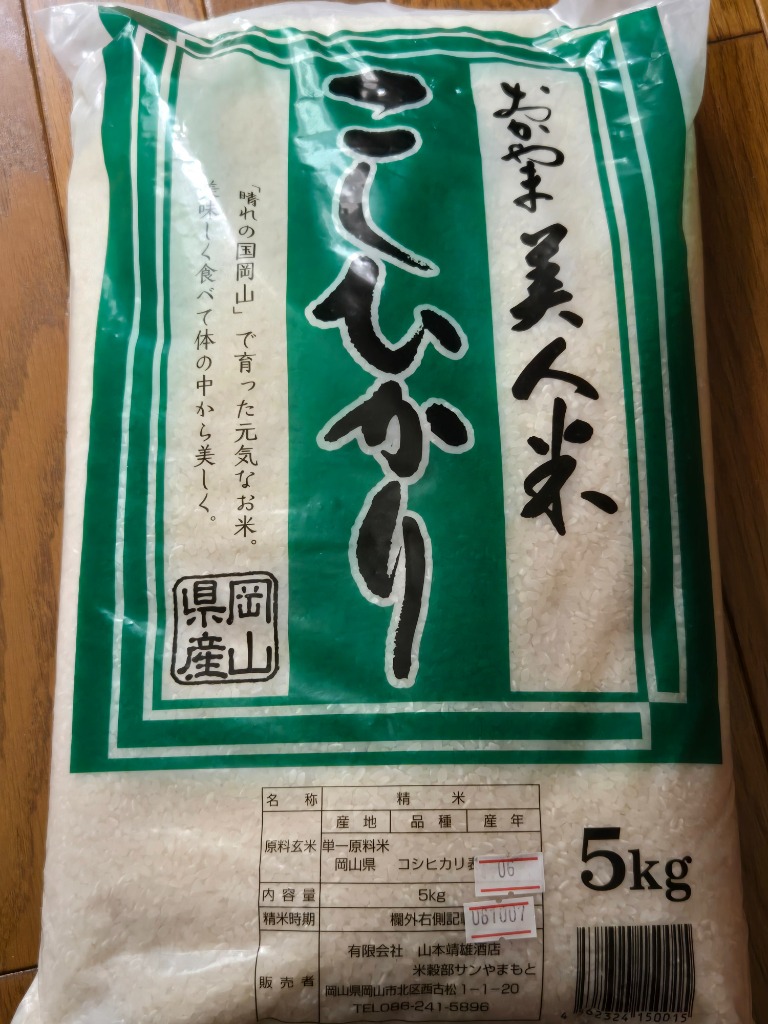 おかやま美人米
こしひかり
「晴れの国岡山」で育った元気なお米。
美味しく食べて体の中から美しく。
岡山
県産
名称 精米
産地 品種 産年
原料玄米 単一原料米
岡山県 コシヒカリ 06
内容量 5kg
精米時期 欄外右側記 061007
販売者 有限会社 山本靖雄酒店
米穀部サンやまもと
岡山県岡山市北区西古松1-1-20
TEL086-241-5896
5kg
4 962324 150015